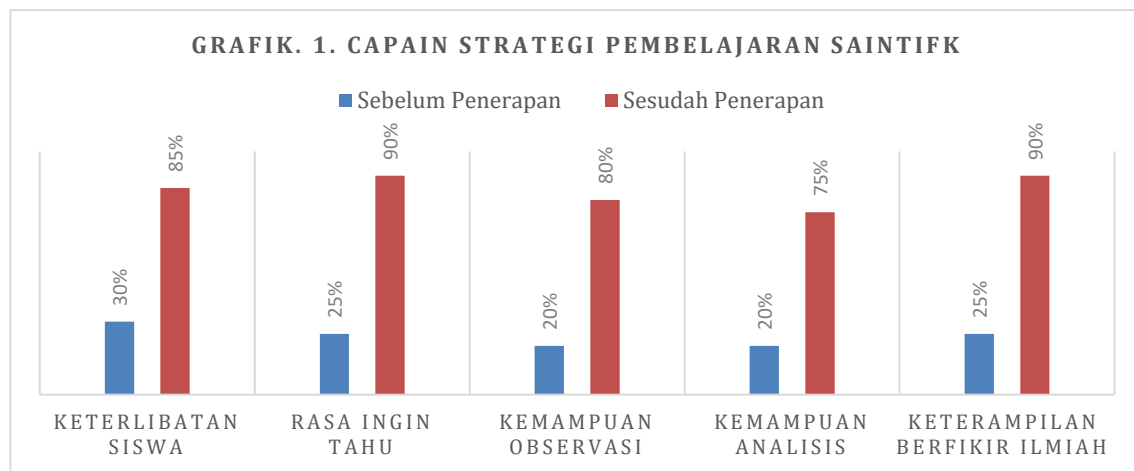 GRAFIK. 1. CAPAIN STRATEGI PEMBELAJARAN SAINTIFK
Sebelum Penerapan Sesudah Penerapan
30% 85% 25% 90% 20% 80% 20% 75% 25% 90%
KETERLIBATAN RASA INGIN KEMAMPUAN KEMAMPUAN KETERAMPILAN
SISWA TAHU OBSERVASI ANALISIS BERFIKIR ILMIAH